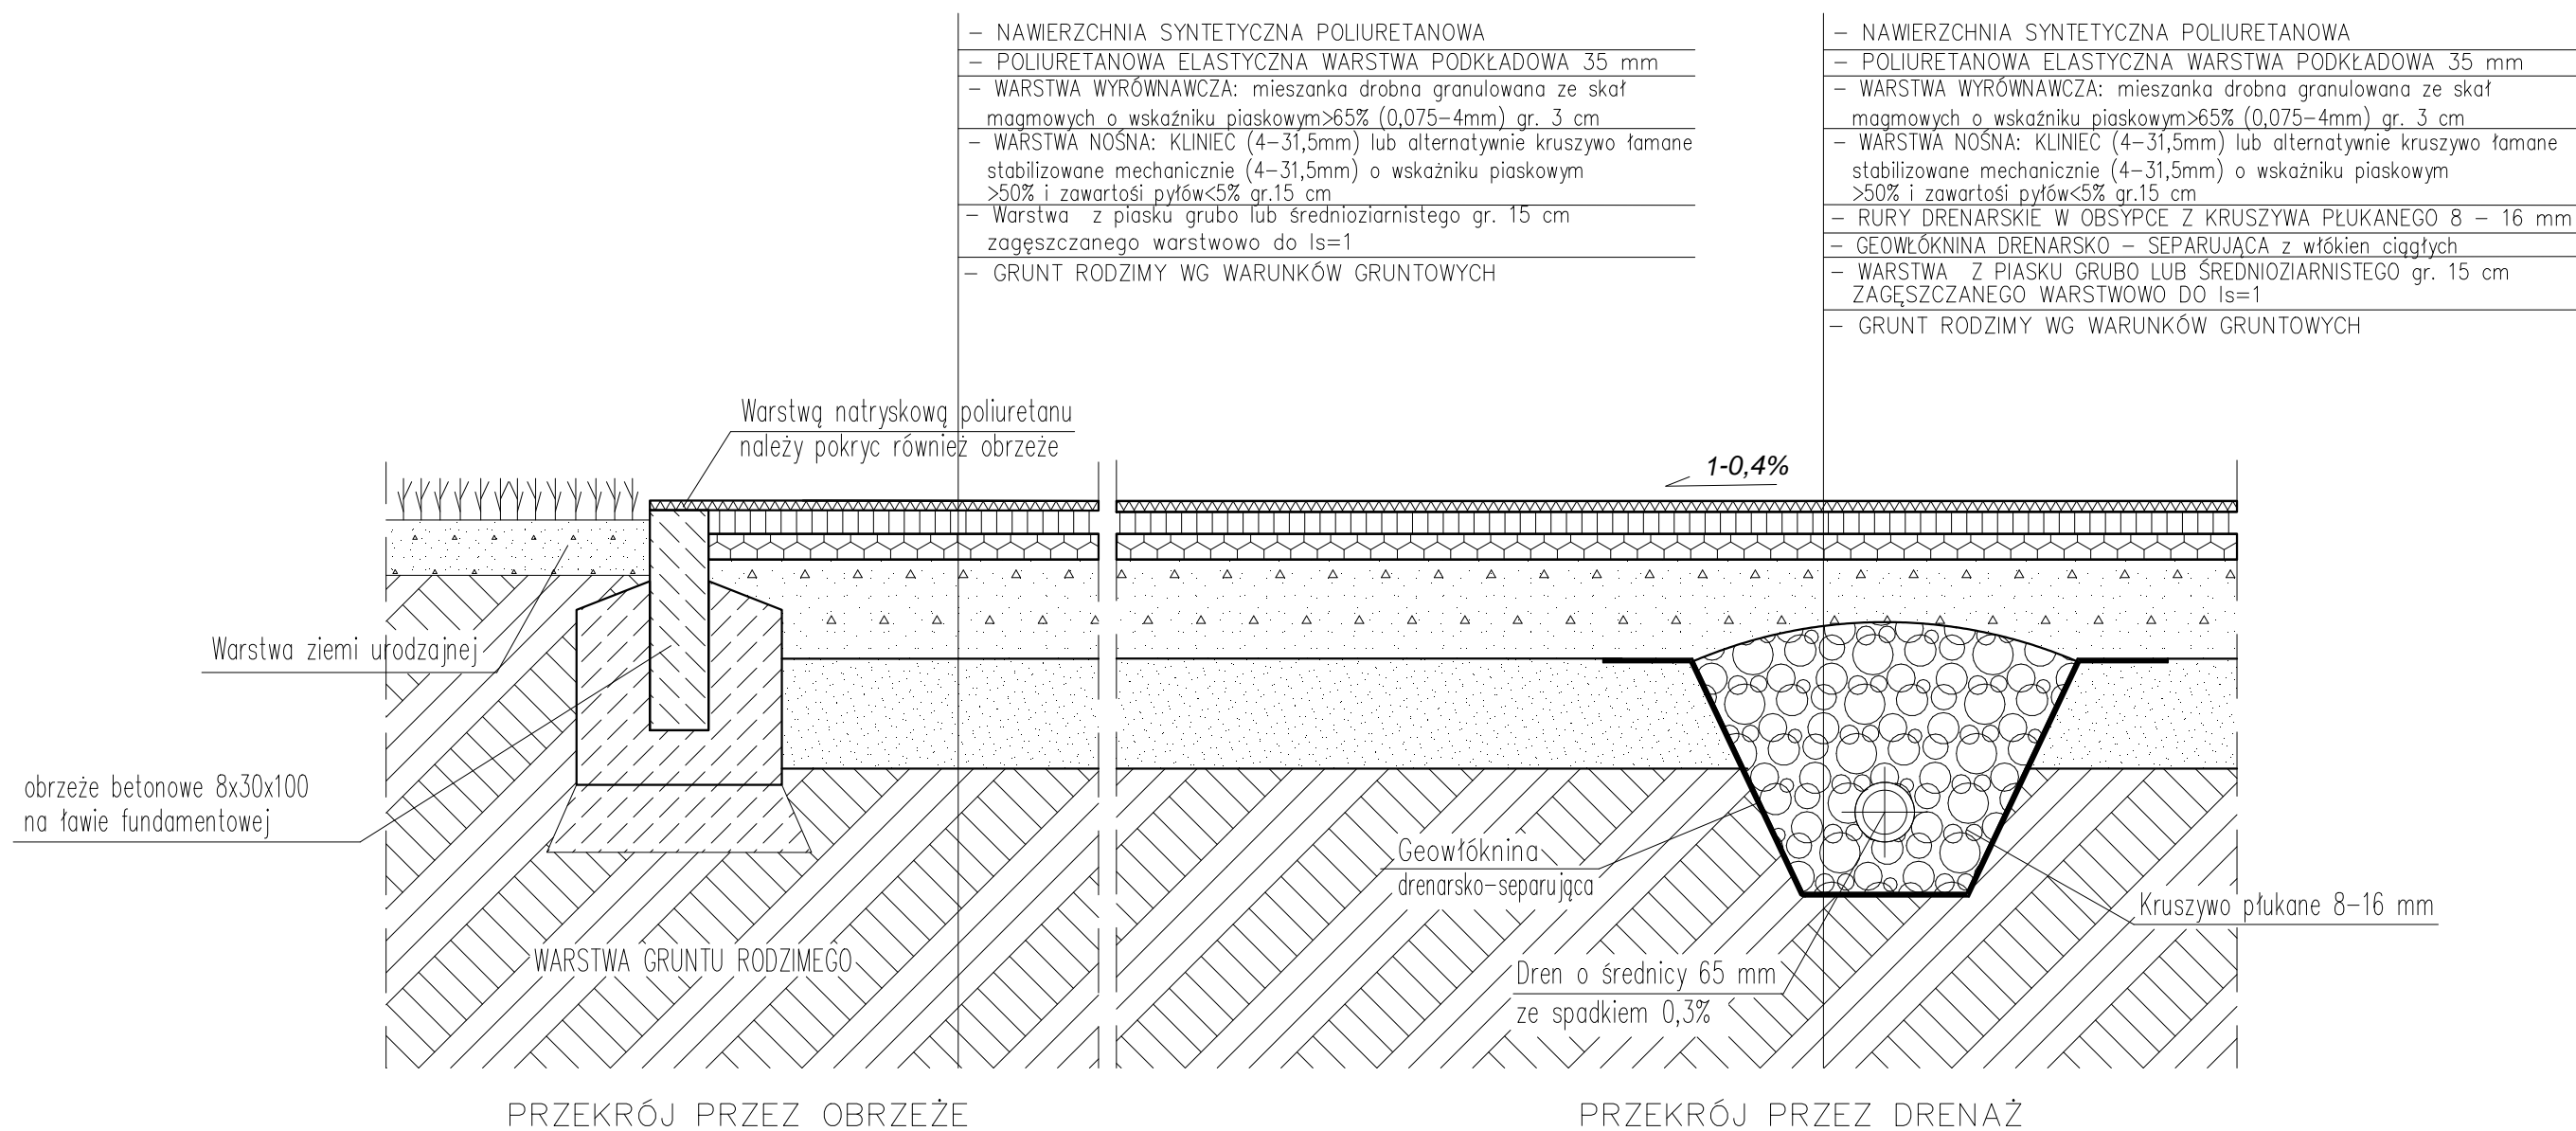 – NAWIERZCHNIA SYNTETYCZNA POLIURETANOWA
– POLIURETANOWA ELASTYCZNA WARSTWA PODKŁADOWA 35 mm
– WARSTWA WYRÓWNAWCZA: mieszanka drobna granulowana ze skał
magmowych o wskaźniku piaskowym>65% (0,075–4mm) gr. 3 cm
– WARSTWA NOŚNA: KLINIEC (4–31,5mm) lub alternatywnie kruszywo łamane
stabilizowane mechanicznie (4–31,5mm) o wskaźniku piaskowym
>50% i zawartośi pyłów<5% gr.15 cm
– Warstwa z piasku grubo lub średnioziarnistego gr. 15 cm
zagęszczanego warstwowo do Is=1
– GRUNT RODZIMY WG WARUNKÓW GRUNTOWYCH
– NAWIERZCHNIA SYNTETYCZNA POLIURETANOWA
– POLIURETANOWA ELASTYCZNA WARSTWA PODKŁADOWA 35 mm
– WARSTWA WYRÓWNAWCZA: mieszanka drobna granulowana ze skał
magmowych o wskaźniku piaskowym>65% (0,075–4mm) gr. 3 cm
– WARSTWA NOŚNA: KLINIEC (4–31,5mm) lub alternatywnie kruszywo łamane
stabilizowane mechanicznie (4–31,5mm) o wskaźniku piaskowym
>50% i zawartośi pyłów<5% gr.15 cm
– RURY DRENARSKIE W OBSYPCE Z KRUSZYWA PŁUKANEGO 8 – 16 mm
– GEOWŁÓKNINA DRENARSKO – SEPARUJĄCA z włókien ciągłych
– WARSTWA Z PIASKU GRUBO LUB ŚREDNIOZIARNISTEGO gr. 15 cm
ZAGĘSZCZANEGO WARSTWOWO DO Is=1
– GRUNT RODZIMY WG WARUNKÓW GRUNTOWYCH
Warstwą natryskową poliuretanu
należy pokryc również obrzeże
1-0,4%
Warstwa ziemi urodzajnej
obrzeże betonowe 8x30x100
na ławie fundamentowej
Geowłóknina
drenarsko–separująca
Kruszywo płukane 8–16 mm
WARSTWA GRUNTU RODZIMEGO
Dren o średnicy 65 mm
ze spadkiem 0,3%
PRZEKRÓJ PRZEZ OBRZEŻE
PRZEKRÓJ PRZEZ DRENAŻ